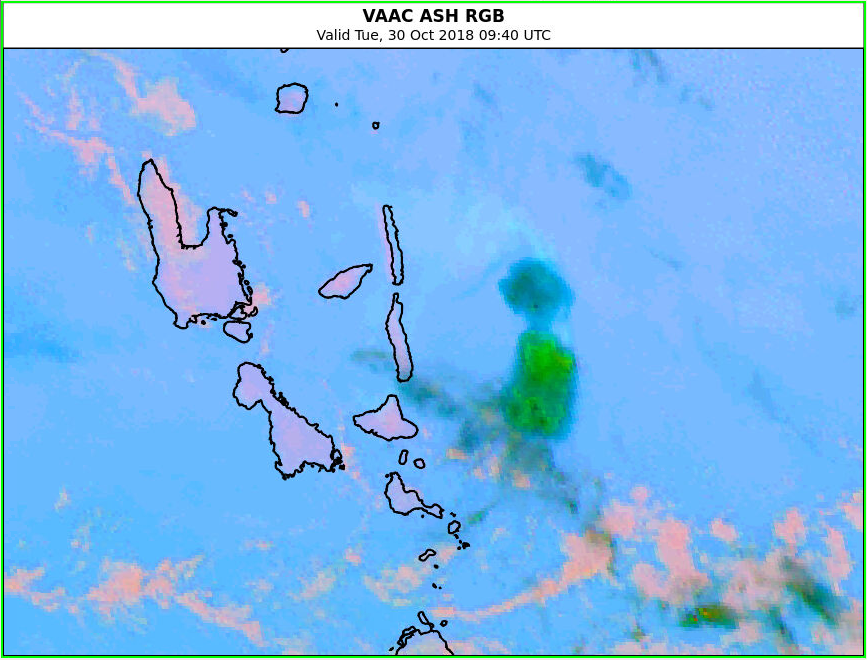 VAAC ASH RGB
Valid Tue, 30 Oct 2018 09:40 UTC